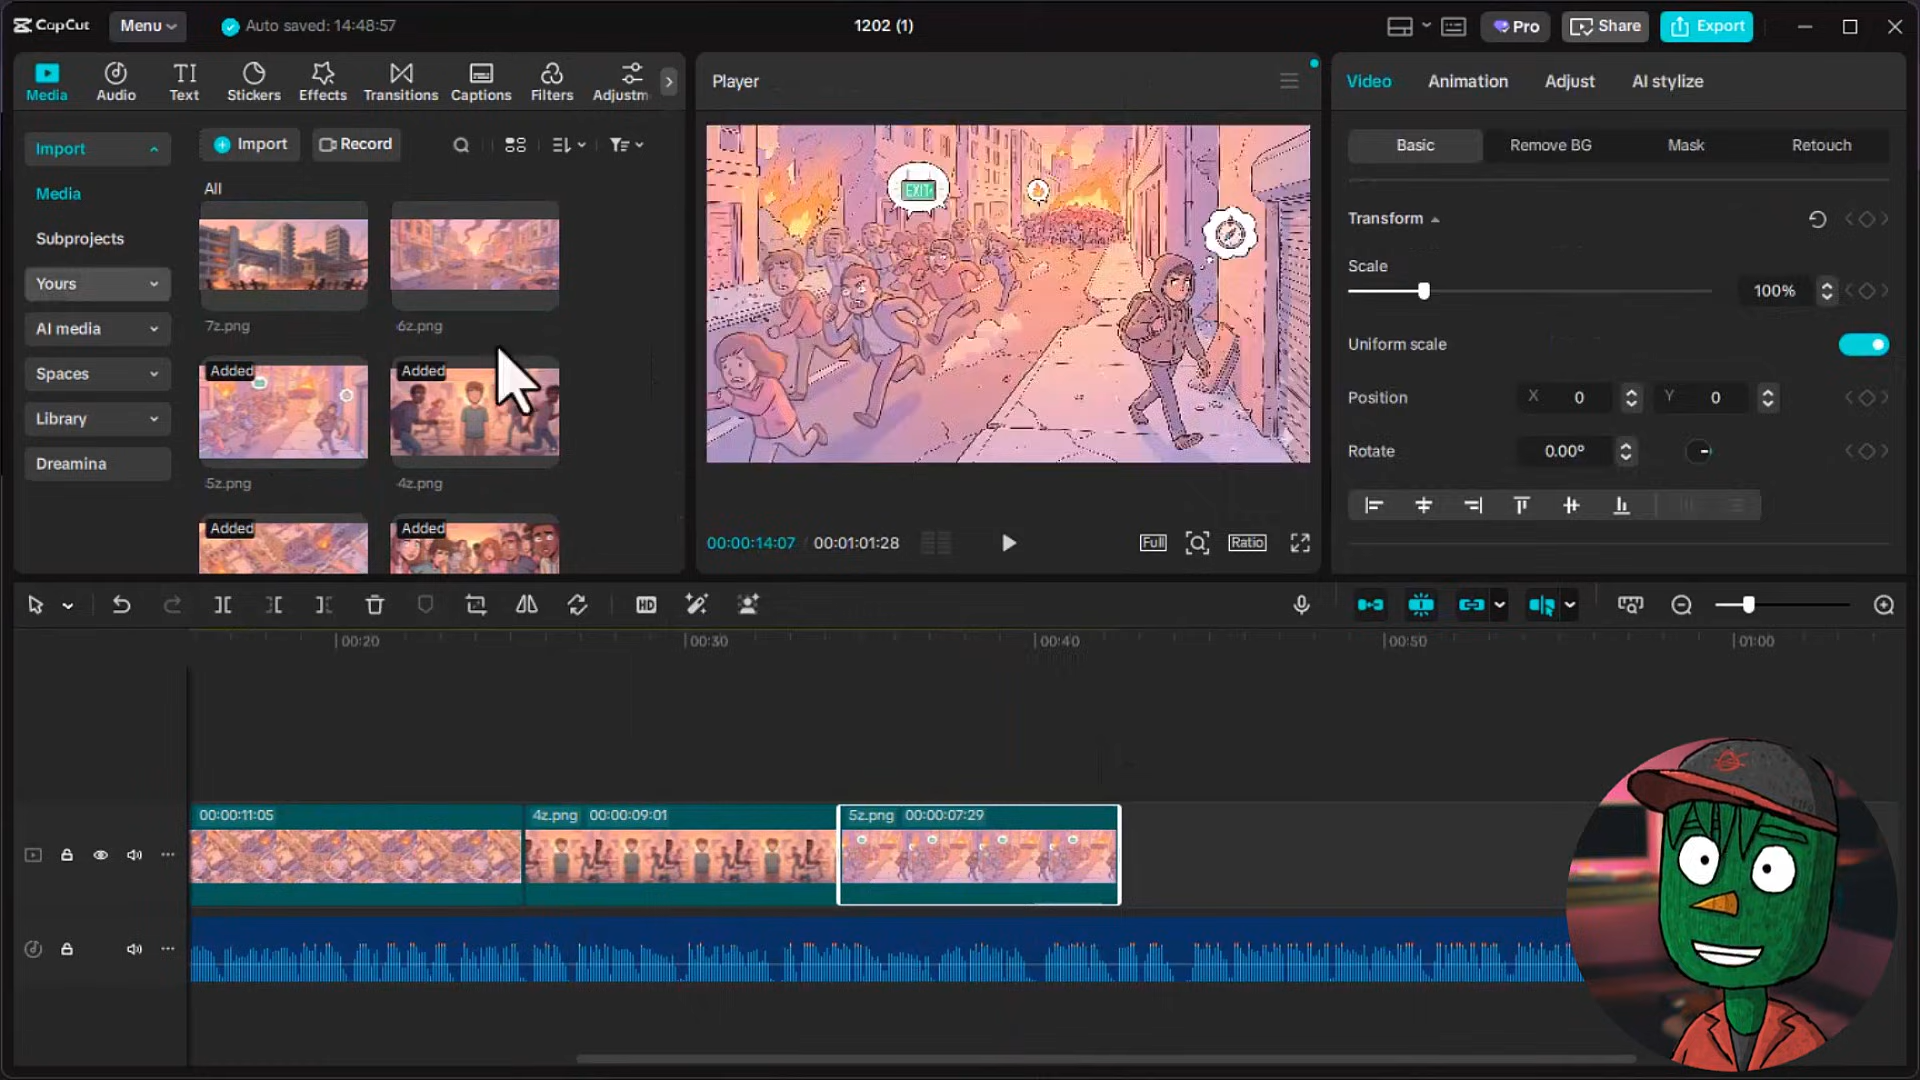 CapCut
Menu
Auto saved: 14:48:57
1202 (1)
Pro
Share
Export
Media
Audio
Text
Stickers
Effects
Transitions
Captions
Filters
Adjustm
Player
Video
Animation
Adjust
AI stylize
Import
Media
Subprojects
Yours
AI media
Spaces
Library
Dreamina
Import
Record
All
7z.png
6z.png
Added
Added
5z.png
4z.png
Added
Added
EXIT
00:00:14:07 / 00:01:01:28
Full
Ratio
Basic
Remove BG
Mask
Retouch
Transform
Scale
100%
Uniform scale
Position
X 0
Y 0
Rotate
0.00°
HD
00:20
00:30
00:40
00:50
01:00
00:00:11:05
4z.png 00:00:09:01
5z.png 00:00:07:29